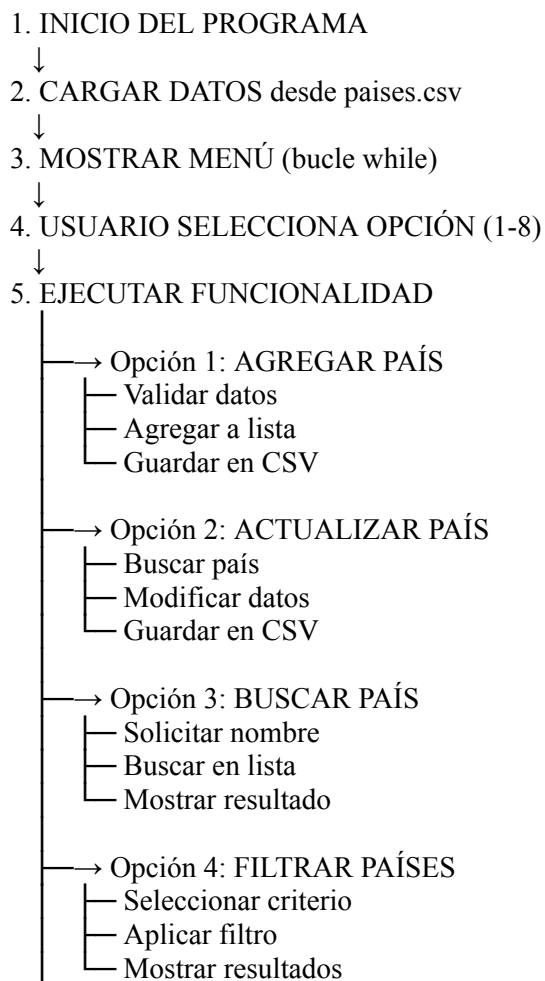 1. INICIO DEL PROGRAMA
↓
2. CARGAR DATOS desde paises.csv
↓
3. MOSTRAR MENÚ (bucle while)
↓
4. USUARIO SELECCIONA OPCIÓN (1-8)
↓
5. EJECUTAR FUNCIONALIDAD
│
├─→ Opción 1: AGREGAR PAÍS
│ ├─ Validar datos
│ ├─ Agregar a lista
│ └─ Guardar en CSV
│
├─→ Opción 2: ACTUALIZAR PAÍS
│ ├─ Buscar país
│ ├─ Modificar datos
│ └─ Guardar en CSV
│
├─→ Opción 3: BUSCAR PAÍS
│ ├─ Solicitar nombre
│ ├─ Buscar en lista
│ └─ Mostrar resultado
│
├─→ Opción 4: FILTRAR PAÍSES
│ ├─ Seleccionar criterio
│ ├─ Aplicar filtro
│ └─ Mostrar resultados